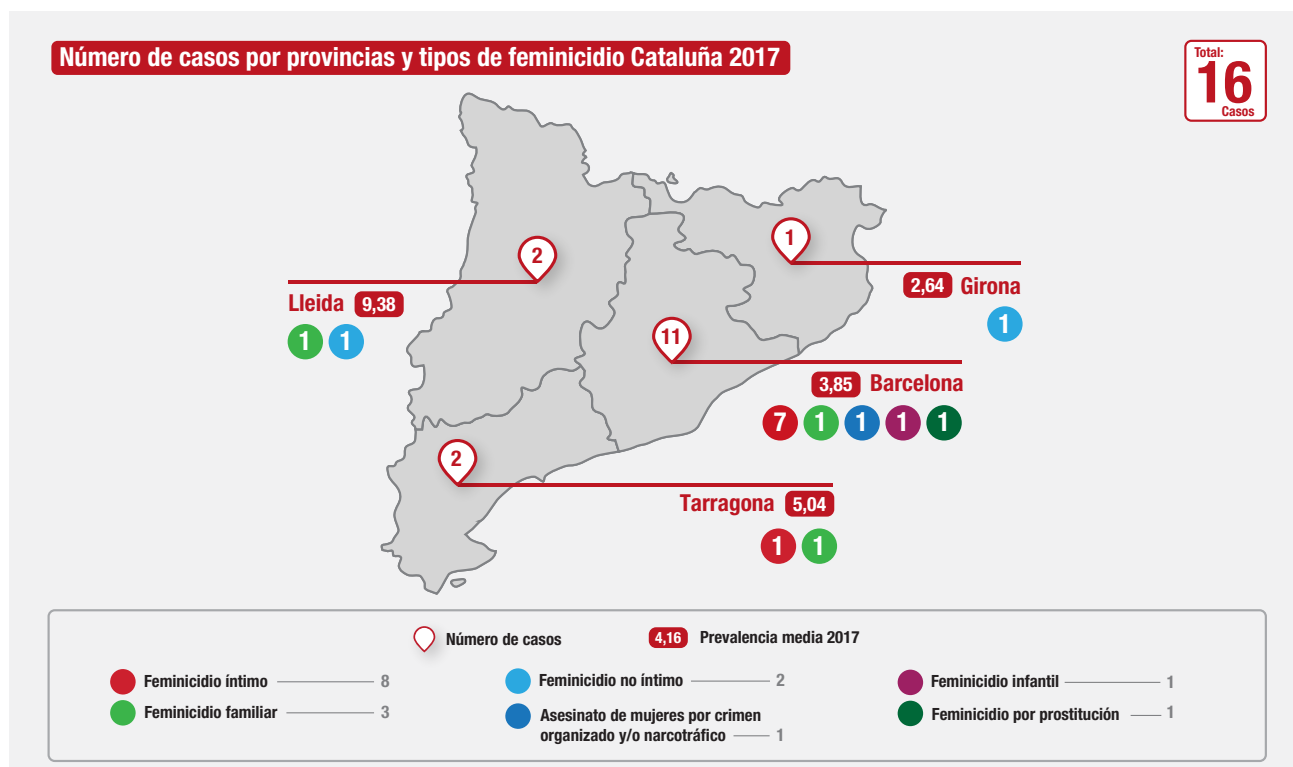 Número de casos por provincias y tipos de feminicidio Cataluña 2017
Total:
16
Casos
2
Lleida 9,38
1 1
1
2,64 Girona
1
11
3,85 Barcelona
7 1 1 1 1
2
Tarragona 5,04
1 1
Número de casos
4,16 Prevalencia media 2017
Feminicidio íntimo 8
Feminicidio familiar 3
Feminicidio no íntimo 2
Asesinato de mujeres por crimen
organizado y/o narcotráfico 1
Feminicidio infantil 1
Feminicidio por prostitución 1